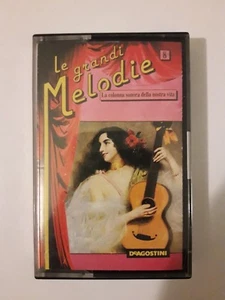 Le grandi
Melodie
La colonna sonora della nostra vita
DEAGOSTINI